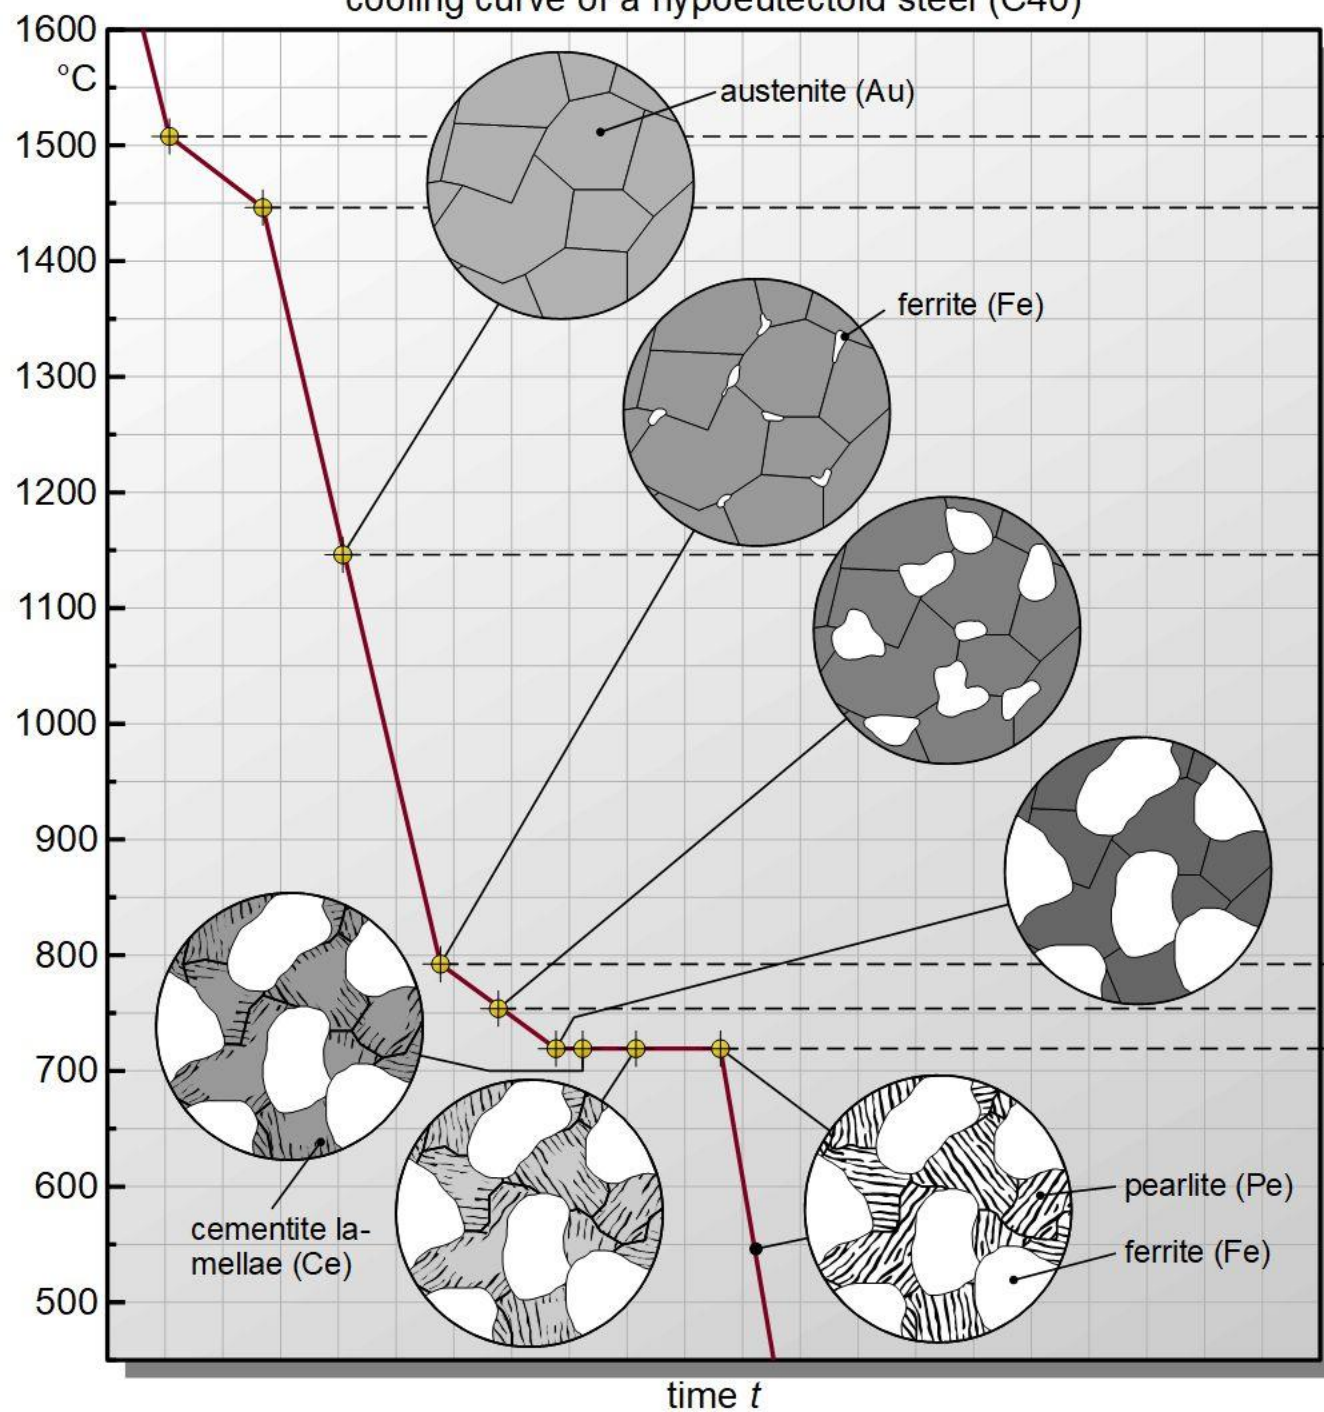 cooling curve of a hypoeutectoid steel (C40)
1600
°C
1500
1400
1300
1200
1100
1000
900
800
700
600
500
austenite (Au)
ferrite (Fe)
cementite la-
mellae (Ce)
pearlite (Pe)
ferrite (Fe)
time t